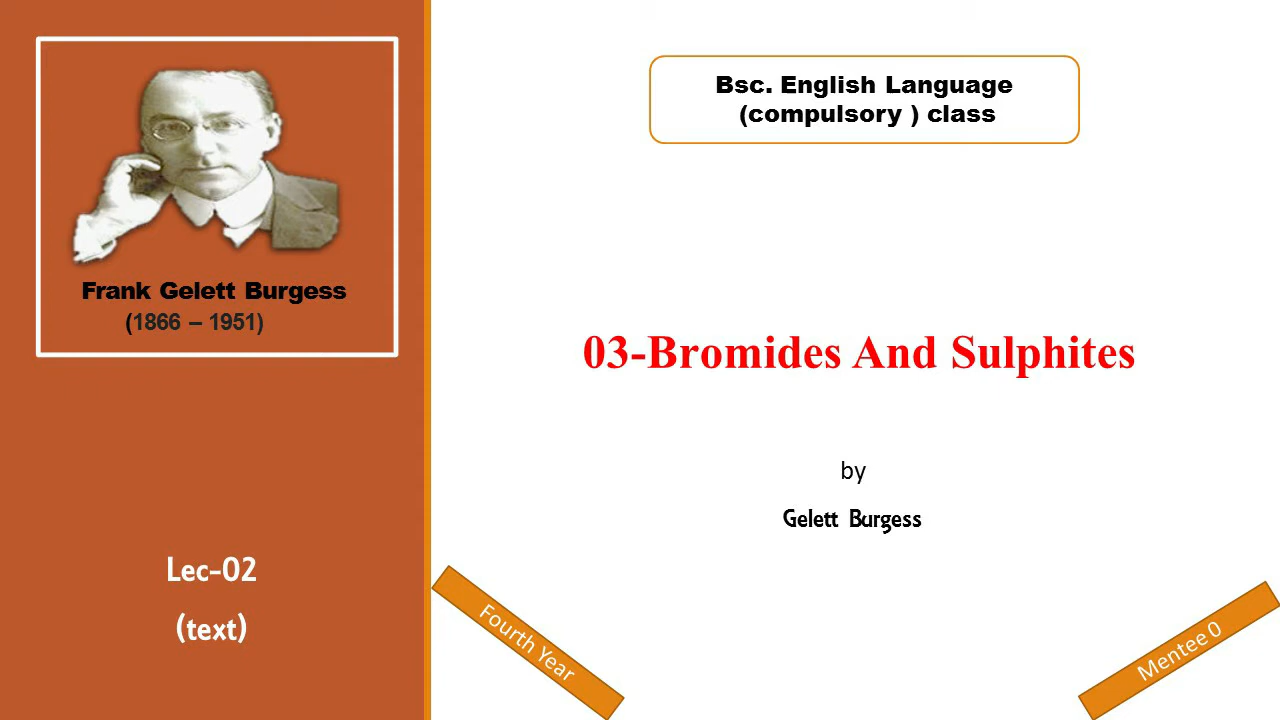 Frank Gelett Burgess
(1866 – 1951)
Lec-02
(text)
Bsc. English Language
(compulsory ) class
03-Bromides And Sulphites
by
Gelett Burgess
Fourth Year
Mentee 0